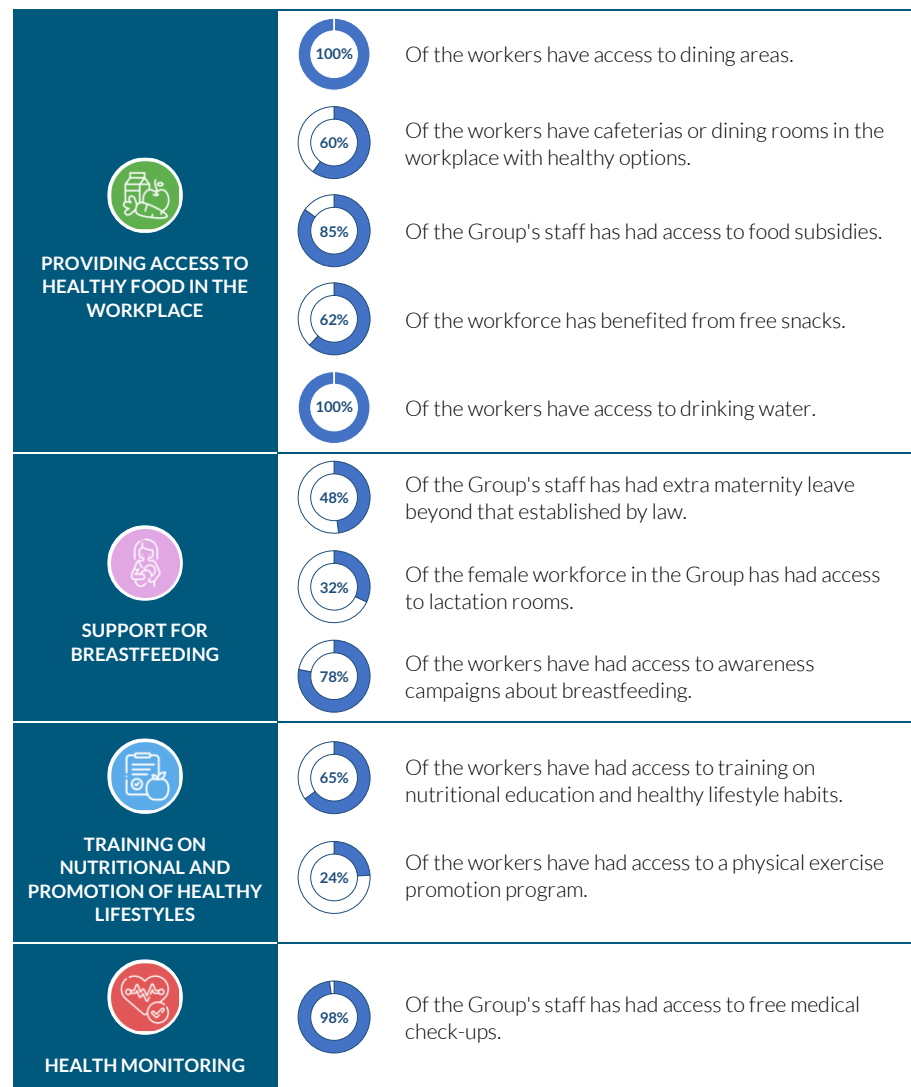 PROVIDING ACCESS TO
HEALTHY FOOD IN THE
WORKPLACE
100%
Of the workers have access to dining areas.
60%
Of the workers have cafeterias or dining rooms in the
workplace with healthy options.
85%
Of the Group's staff has had access to food subsidies.
62%
Of the workforce has benefited from free snacks.
100%
Of the workers have access to drinking water.
SUPPORT FOR
BREASTFEEDING
48%
Of the Group's staff has had extra maternity leave
beyond that established by law.
32%
Of the female workforce in the Group has had access
to lactation rooms.
78%
Of the workers have had access to awareness
campaigns about breastfeeding.
TRAINING ON
NUTRITIONAL AND
PROMOTION OF HEALTHY
LIFESTYLES
65%
Of the workers have had access to training on
nutritional education and healthy lifestyle habits.
24%
Of the workers have had access to a physical exercise
promotion program.
HEALTH MONITORING
98%
Of the Group's staff has had access to free medical
check-ups.